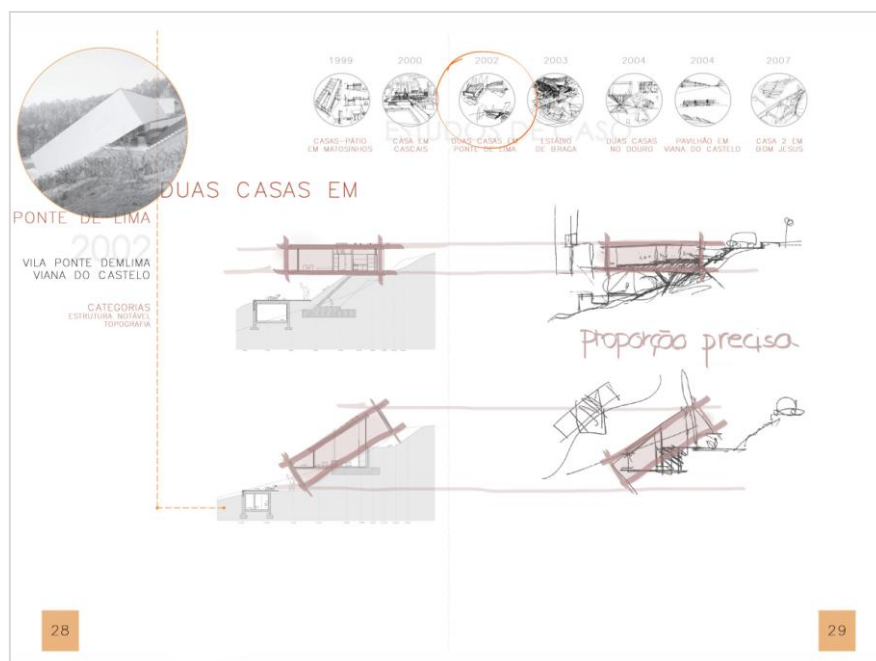 1999
2000
2002
2003
2004
2004
2007
CASAS-PÁTIO
EM MATOSINHOS
CASA EM
CASCAIS
DUAS CASAS EM
PONTE DE LIMA
ESTÁDIO
DE BRAGA
DUAS CASAS
NO DOURO
PAVILHÃO EM
VIANA DO CASTELO
CASA 2 EM
BOM JESUS
ESTUDOS DE CASO
DUAS CASAS EM
PONTE DE LIMA
2002
VILA PONTE DEMLIMA
VIANA DO CASTELO
CATEGORIAS
ESTRUTURA NOTÁVEL
TOPOGRAFIA
Proporção precisa
28
29